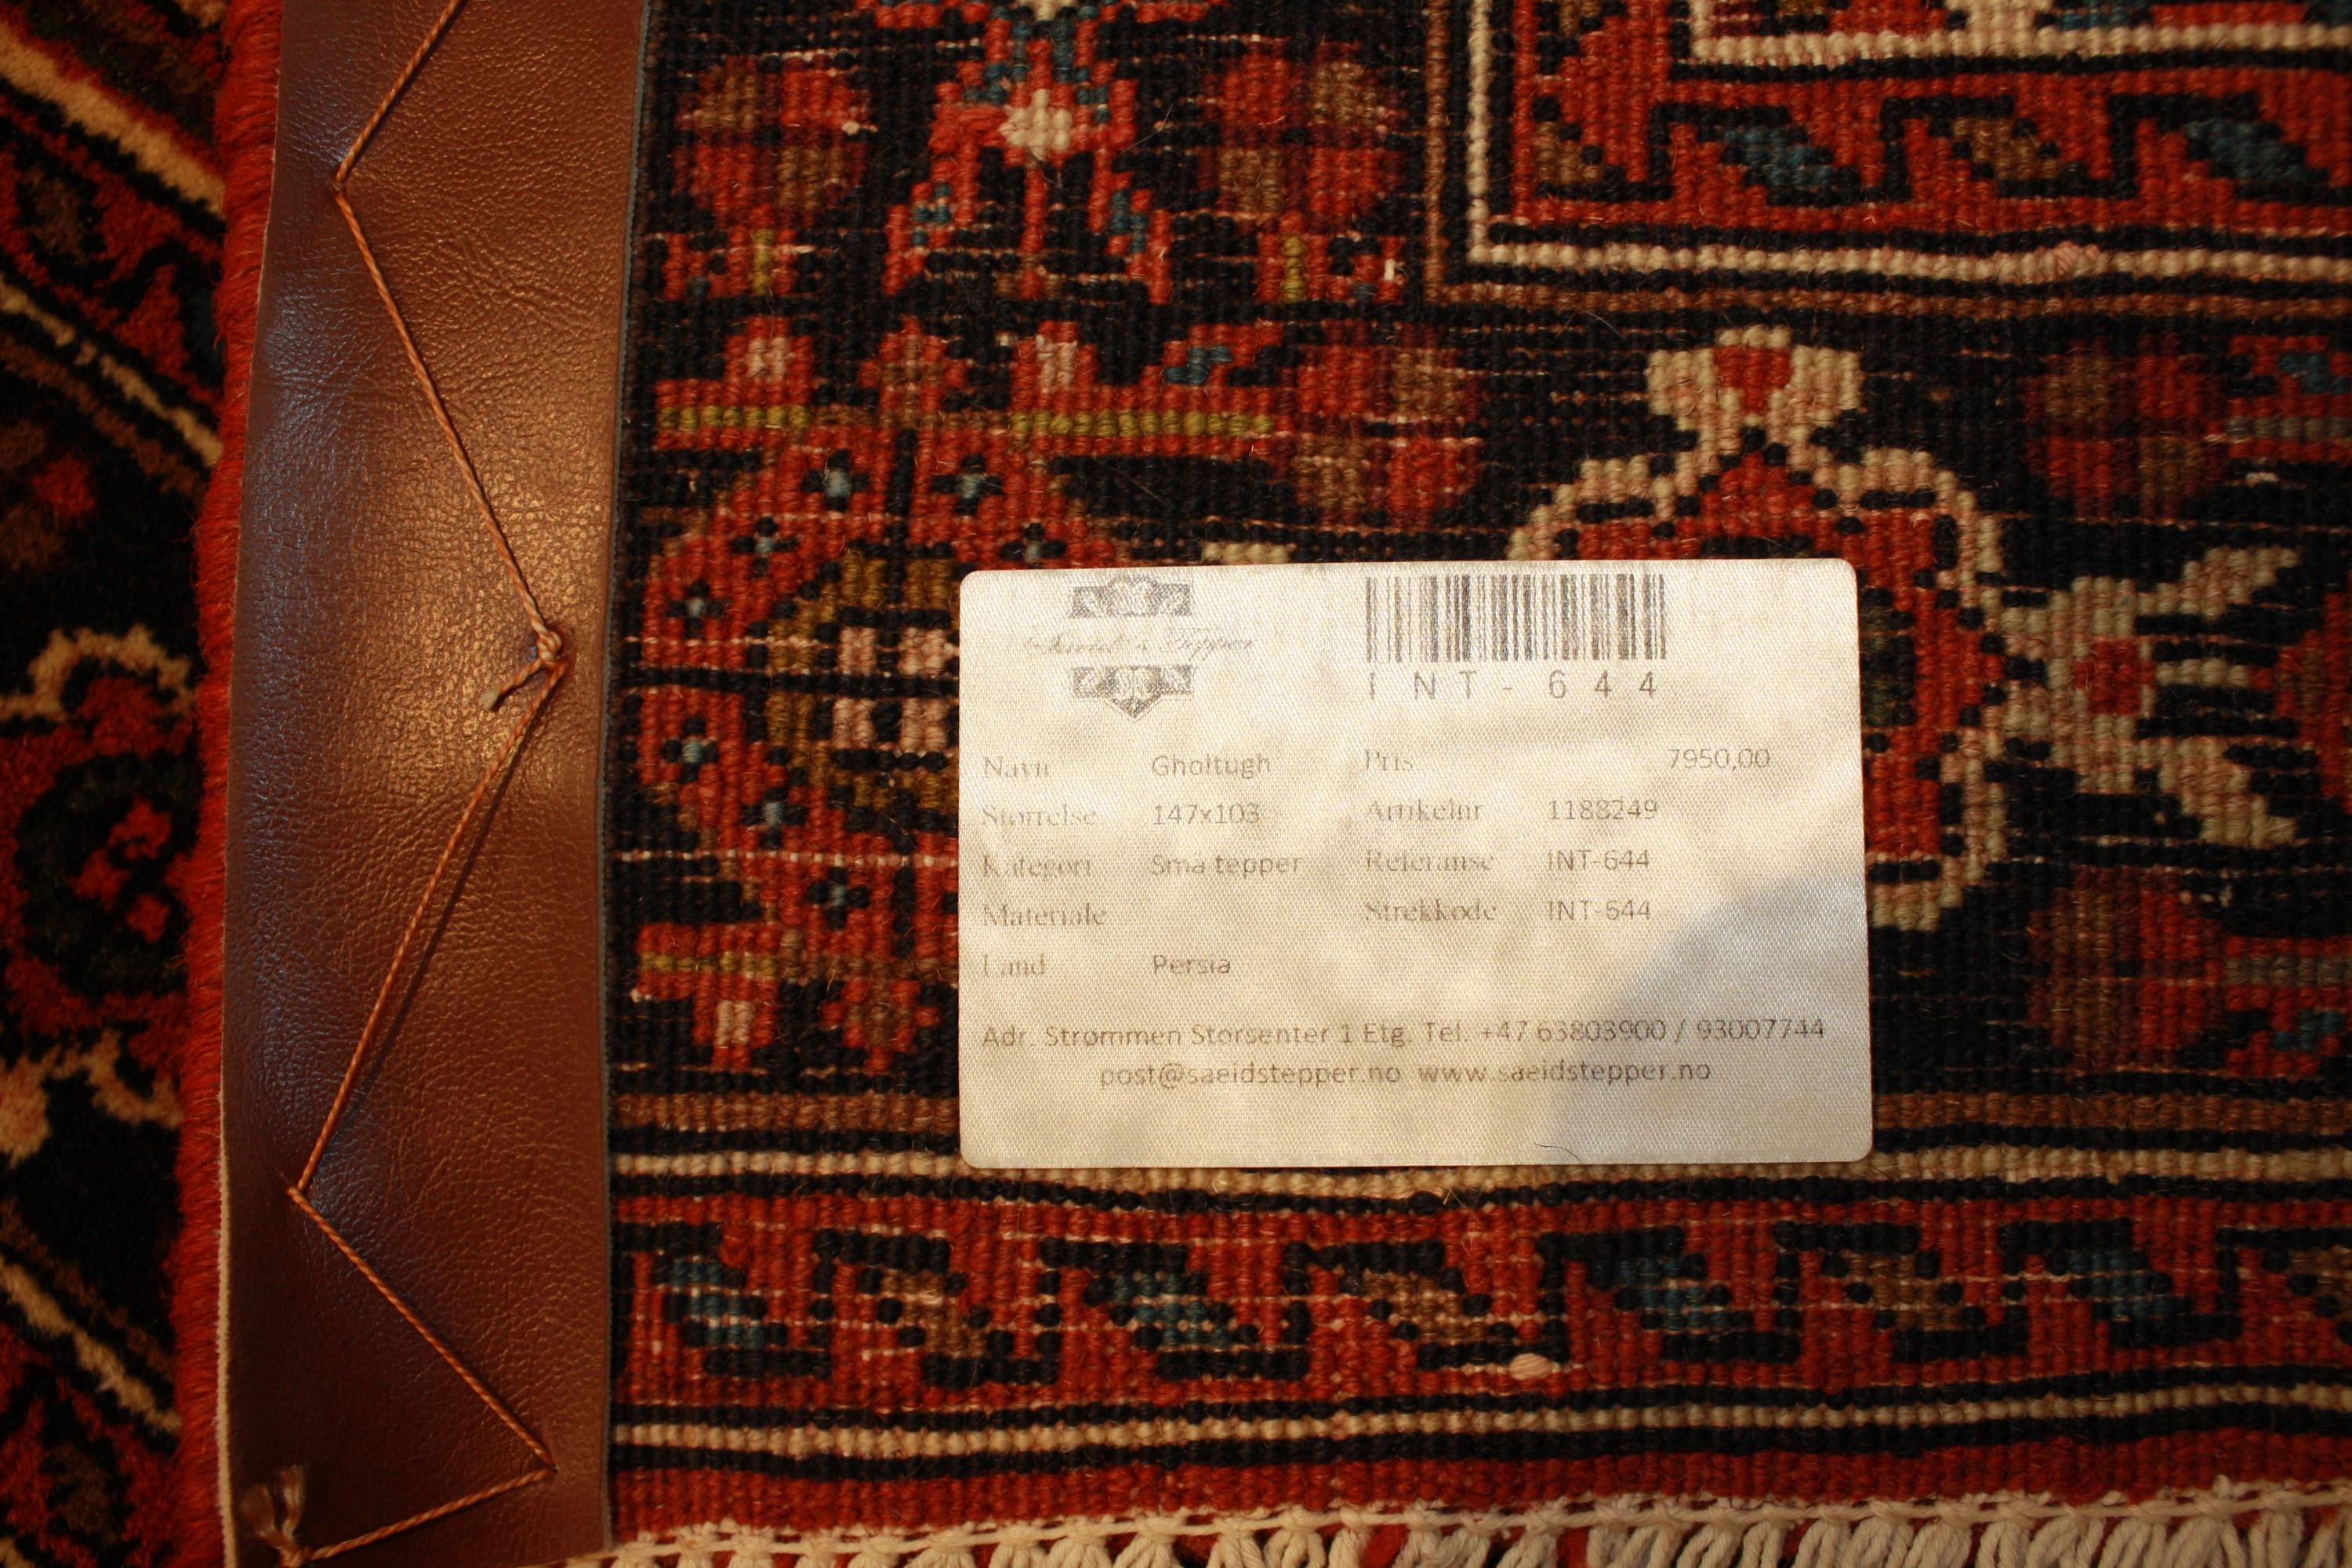 Saeid's Tepper
INT-644
Navn Gholtugh Pris 7950,00
Størrelse 147x103 Artikelnr 1188249
Kategori Små tepper Referanse INT-644
Materiale Strekkode INT-644
Land Persia
Adr. Strømmen Storsenter 1 Etg. Tel. +47 63803900 / 93007744
post@saeidstepper.no www.saeidstepper.no